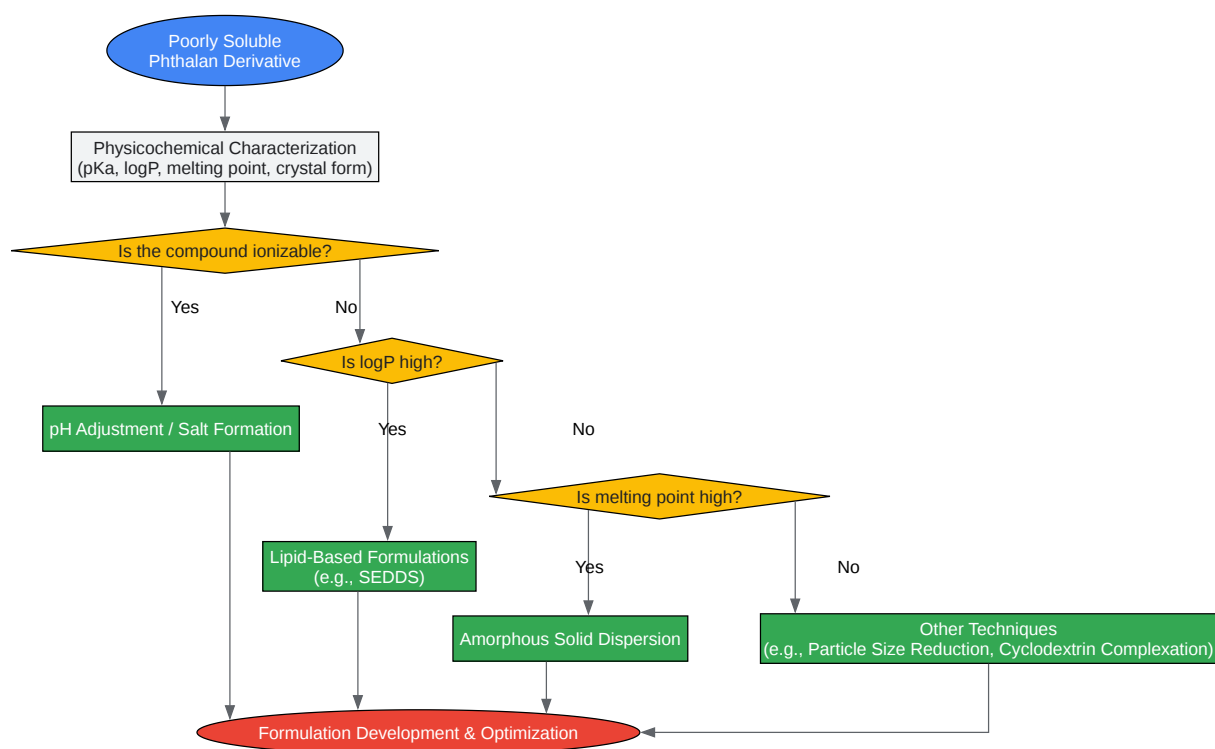 Poorly Soluble
Phthalan Derivative
Physicochemical Characterization
(pKa, logP, melting point, crystal form)
Is the compound ionizable?
Yes
No
Is logP high?
pH Adjustment / Salt Formation
Yes
No
Is melting point high?
Lipid-Based Formulations
(e.g., SEDDS)
Yes
No
Amorphous Solid Dispersion
Other Techniques
(e.g., Particle Size Reduction, Cyclodextrin Complexation)
Formulation Development & Optimization